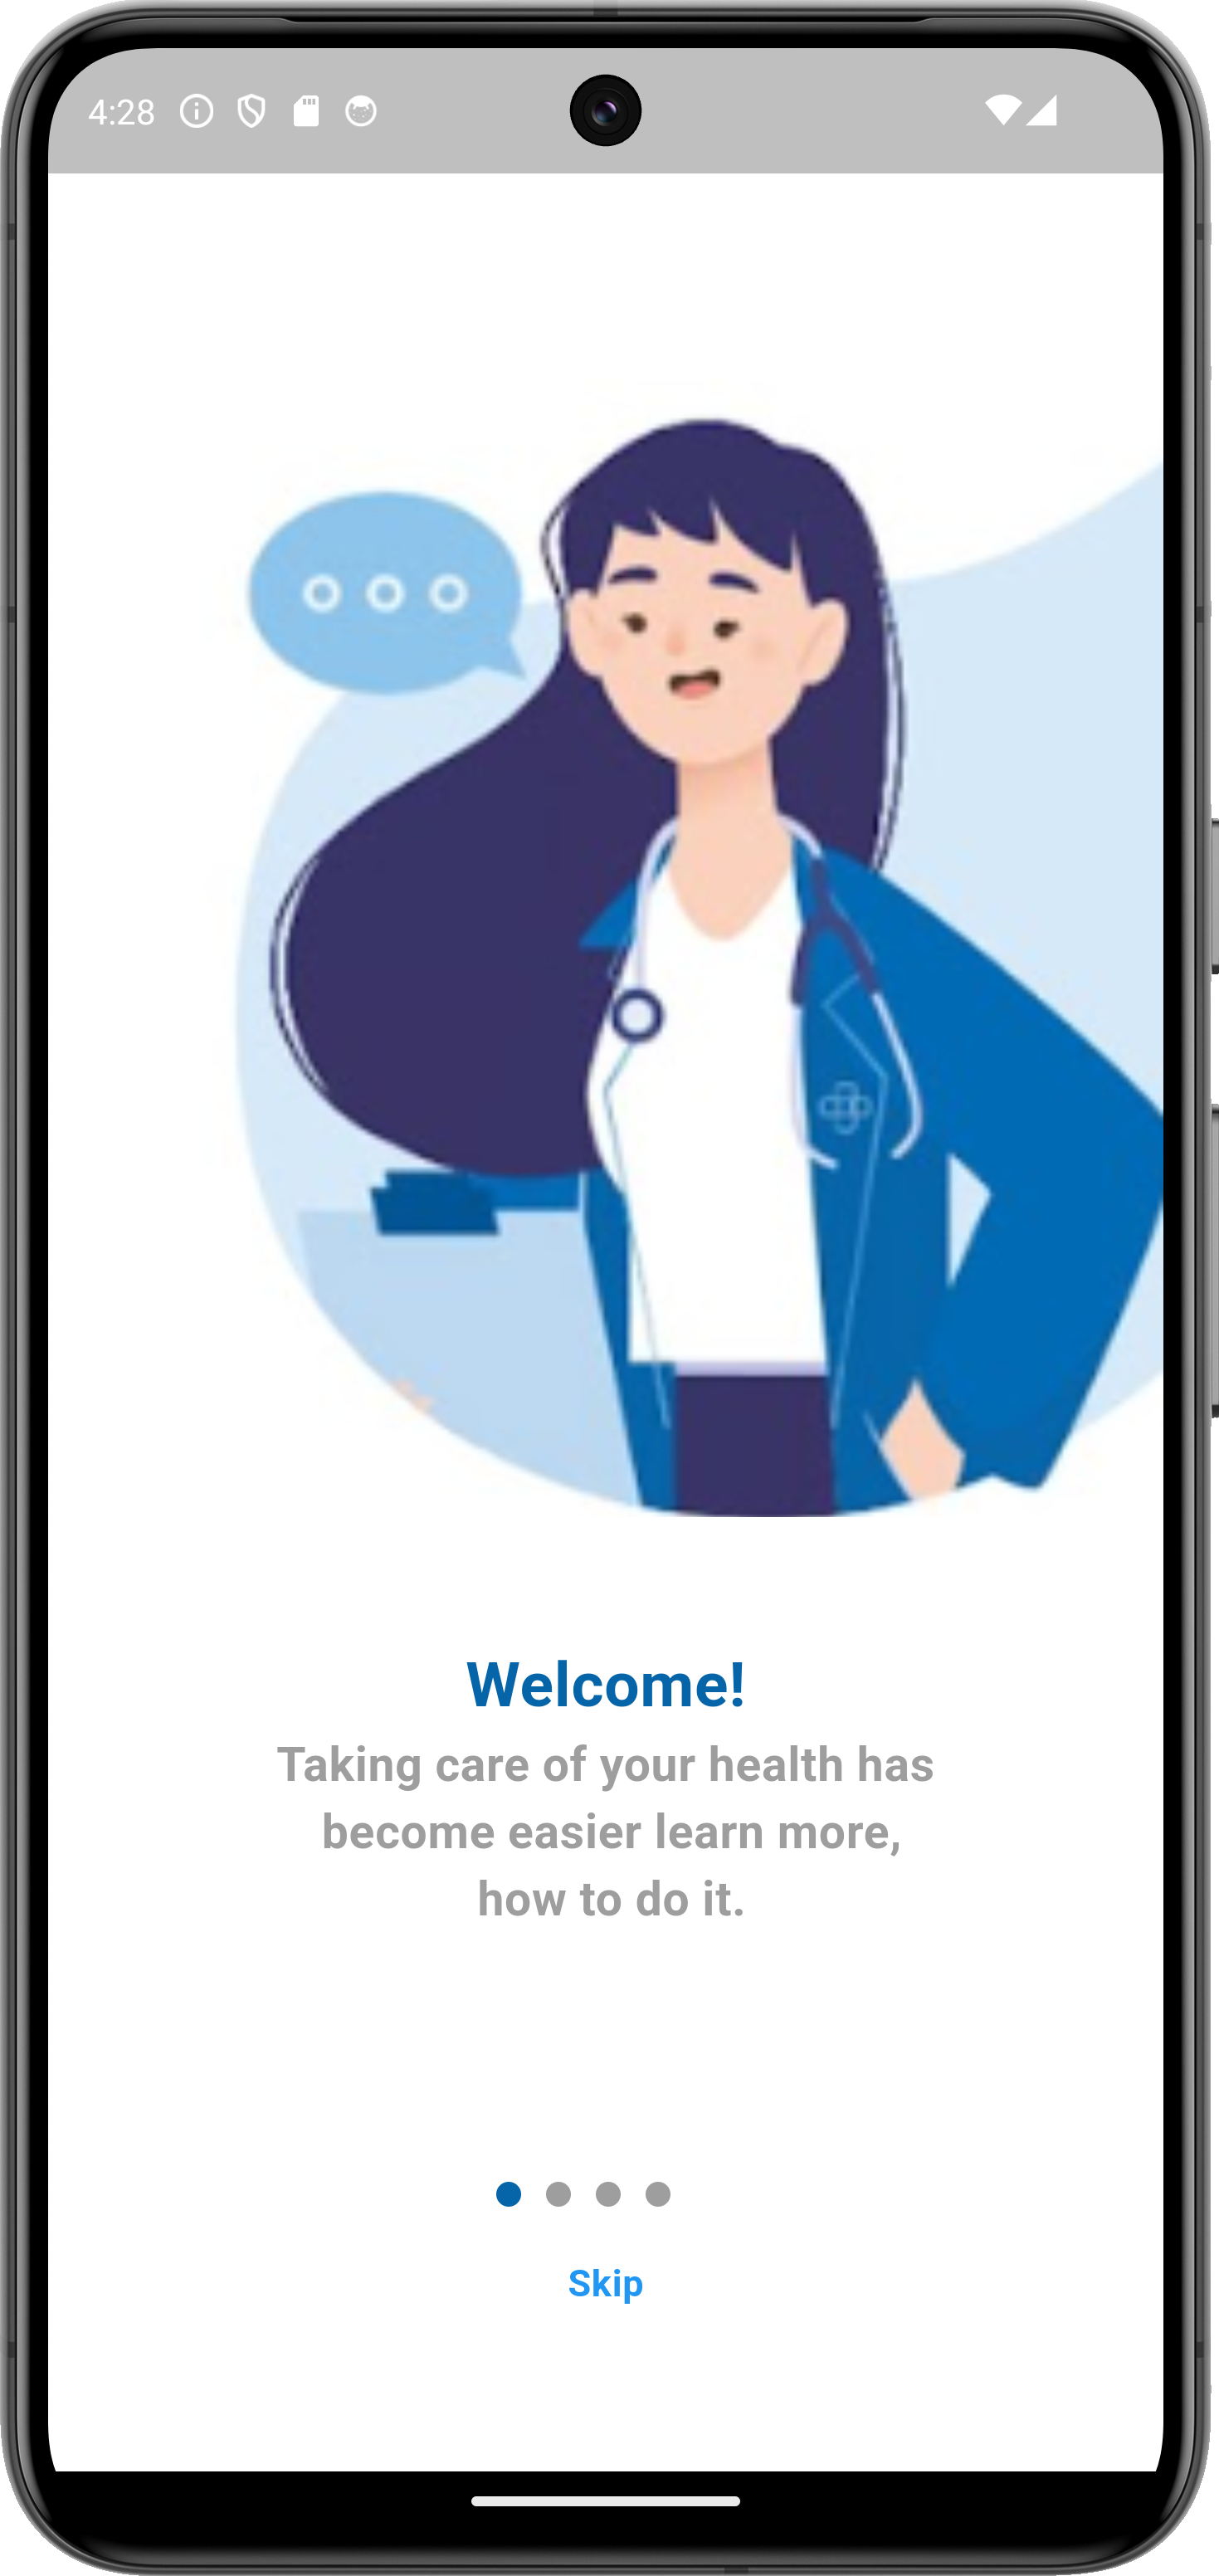 4:28
Welcome!
Taking care of your health has
become easier learn more,
how to do it.
Skip